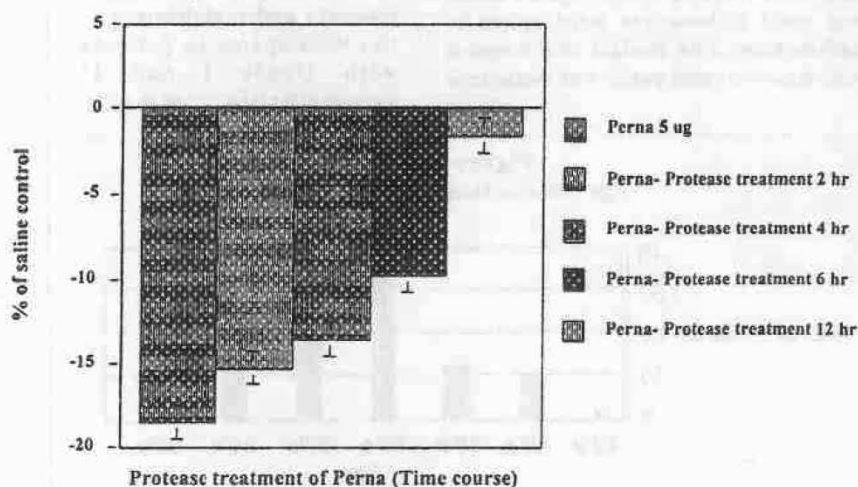 5
0
-5
-10
-15
-20
% of saline control
Protease treatment of Perna (Time course)
Perna 5 ug
Perna- Protease treatment 2 hr
Perna- Protease treatment 4 hr
Perna- Protease treatment 6 hr
Perna- Protease treatment 12 hr